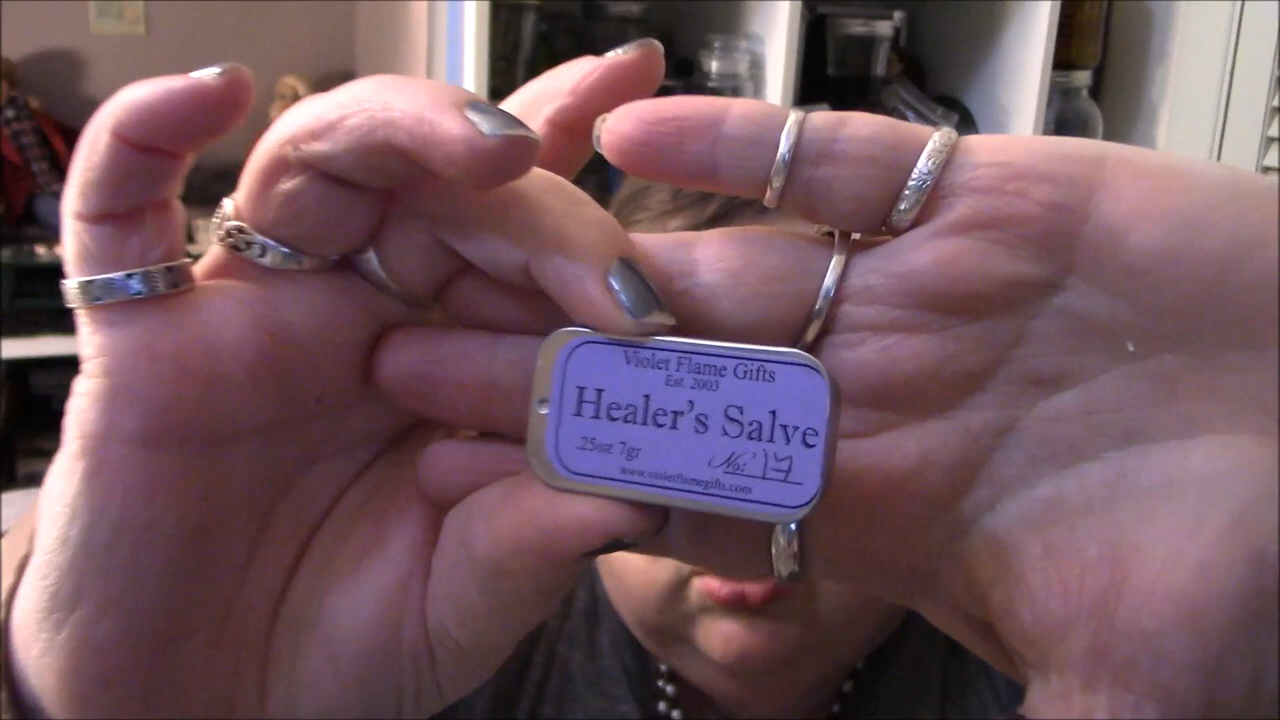 Violet Flame Gifts
Est. 2003
Healer's Salve
.25oz 7gr
No: 17
www.violetflamegifts.com